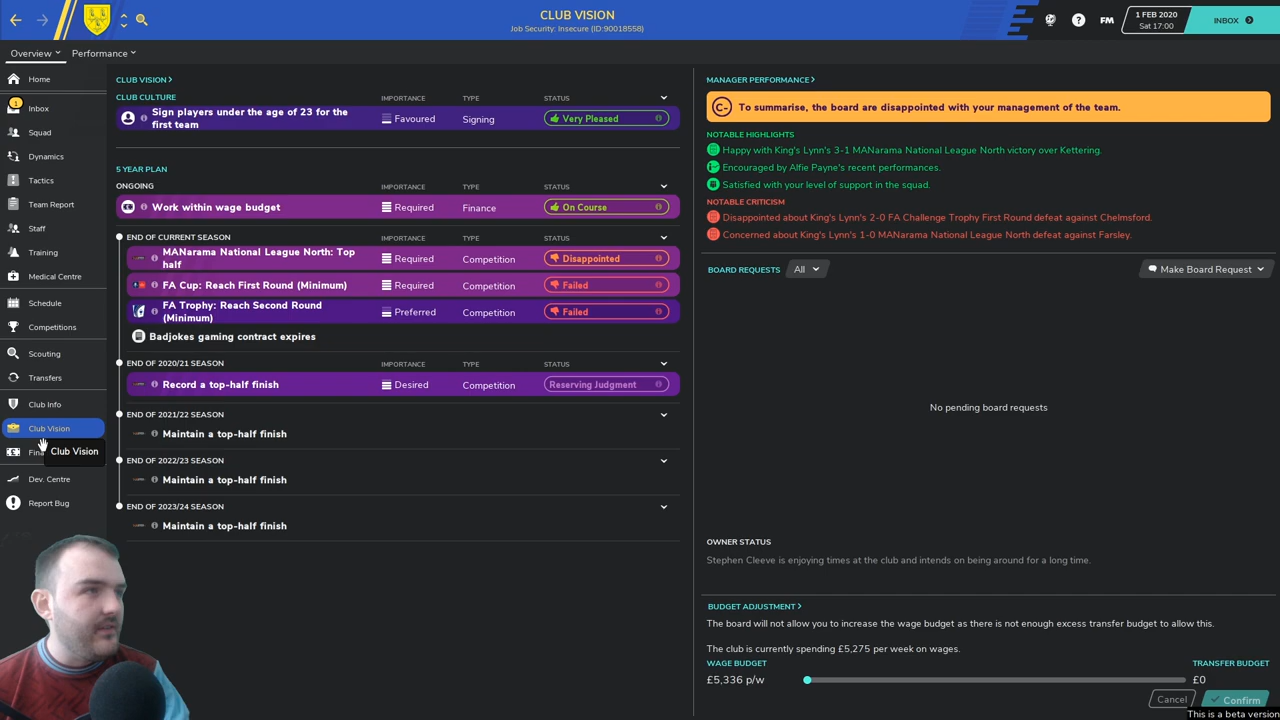 CLUB VISION
Job Security: Insecure (ID:90018558)
FM
1 FEB 2020
Sat 17:00
INBOX
Overview
Performance
Home
1
Inbox
Squad
Dynamics
Tactics
Team Report
Staff
Training
Medical Centre
Schedule
Competitions
Scouting
Transfers
Club Info
Club Vision
Club Vision
Dev. Centre
Report Bug
CLUB VISION >
CLUB CULTURE IMPORTANCE TYPE STATUS
Sign players under the age of 23 for the
first team
Favoured Signing Very Pleased
5 YEAR PLAN
ONGOING IMPORTANCE TYPE STATUS
Work within wage budget Required Finance On Course
END OF CURRENT SEASON IMPORTANCE TYPE STATUS
MANarama National League North: Top
half
Required Competition Disappointed
FA Cup: Reach First Round (Minimum) Required Competition Failed
FA Trophy: Reach Second Round
(Minimum)
Preferred Competition Failed
Badjokes gaming contract expires
END OF 2020/21 SEASON IMPORTANCE TYPE STATUS
Record a top-half finish Desired Competition Reserving Judgment
END OF 2021/22 SEASON
Maintain a top-half finish
END OF 2022/23 SEASON
Maintain a top-half finish
END OF 2023/24 SEASON
Maintain a top-half finish
MANAGER PERFORMANCE >
C- To summarise, the board are disappointed with your management of the team.
NOTABLE HIGHLIGHTS
Happy with King's Lynn's 3-1 MANarama National League North victory over Kettering.
Encouraged by Alfie Payne's recent performances.
Satisfied with your level of support in the squad.
NOTABLE CRITICISM
Disappointed about King's Lynn's 2-0 FA Challenge Trophy First Round defeat against Chelmsford.
Concerned about King's Lynn's 1-0 MANarama National League North defeat against Farsley.
BOARD REQUESTS All Make Board Request
No pending board requests
OWNER STATUS
Stephen Cleeve is enjoying times at the club and intends on being around for a long time.
BUDGET ADJUSTMENT >
The board will not allow you to increase the wage budget as there is not enough excess transfer budget to allow this.
The club is currently spending £5,275 per week on wages.
WAGE BUDGET TRANSFER BUDGET
£5,336 p/w £0
Cancel Confirm
This is a beta version